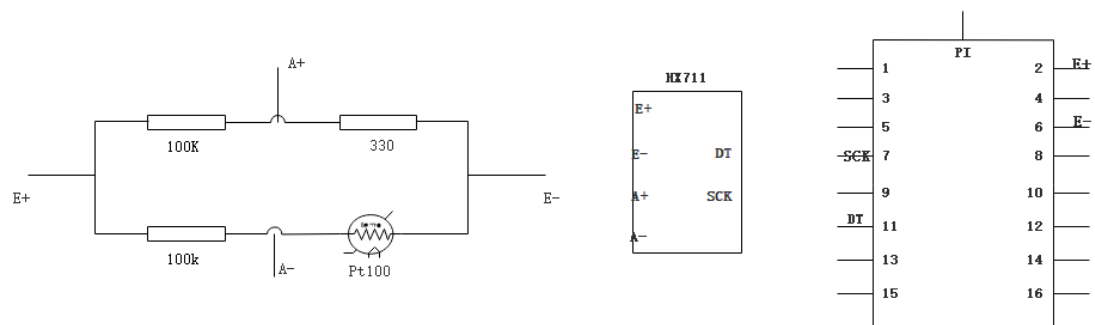 A+
100K
330
E+
E-
100k
A-
Pt100
HX711
E+
E-
DT
A+
SCK
A-
PI
1
2
E+
3
4
5
6
E-
SCK
7
8
9
10
DT
11
12
13
14
15
16